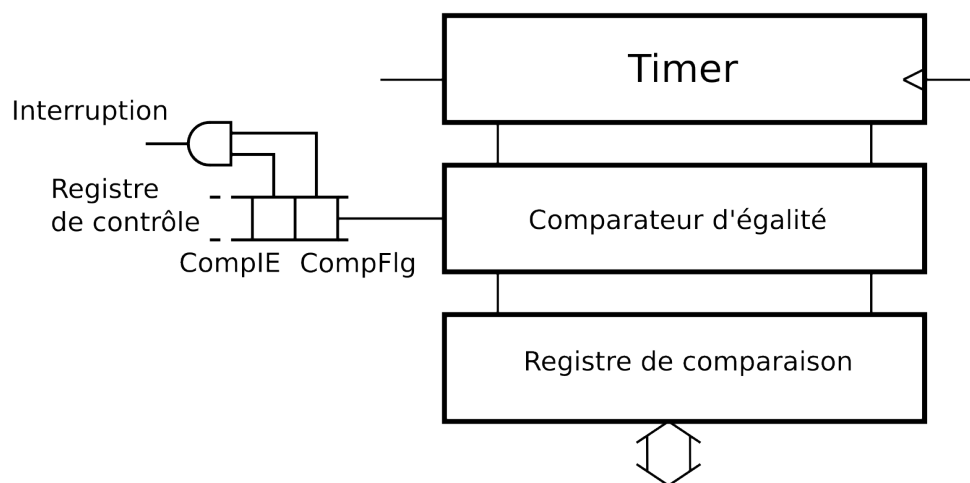 Timer
Interruption
Registre
de contrôle
Comparateur d'égalité
CompIE CompFlg
Registre de comparaison